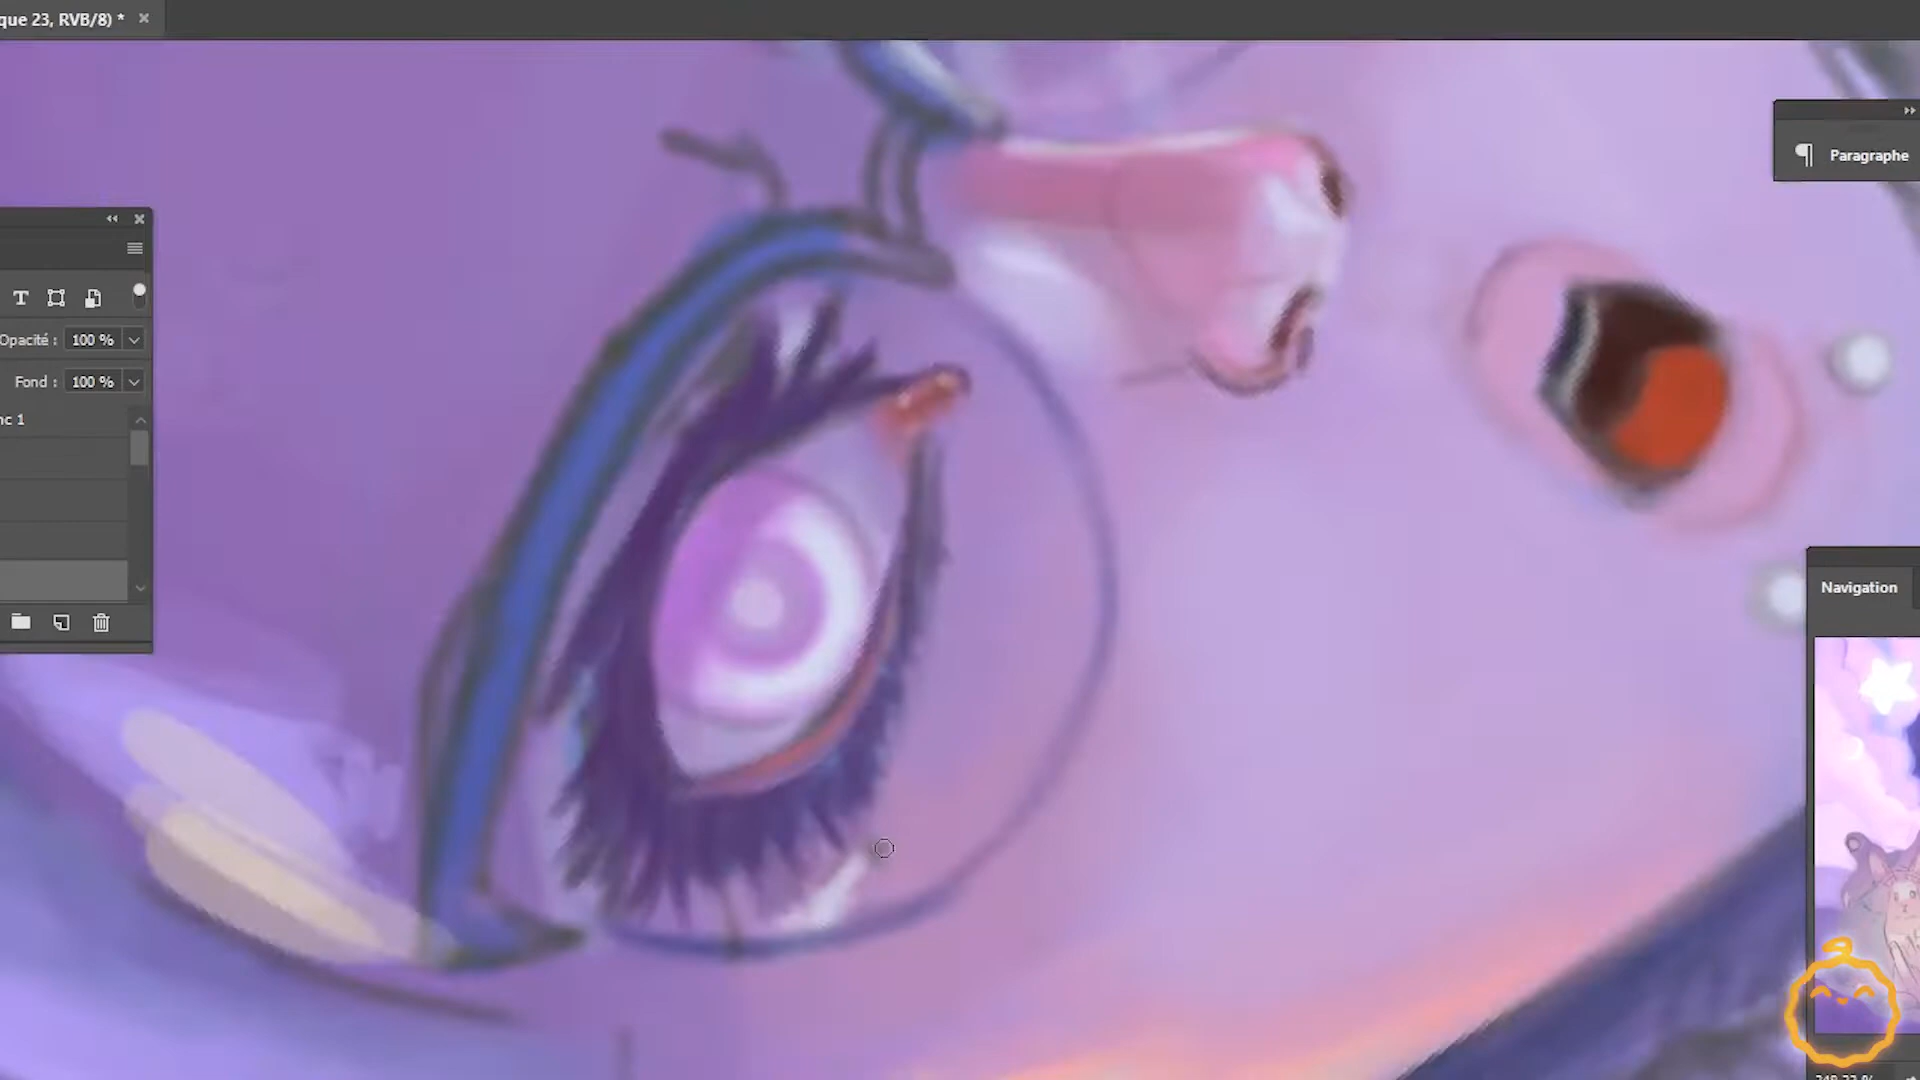 que 23, RVB/8) *
Paragraphe
T
Opacité : 100 %
Fond : 100 %
nc 1
Navigation